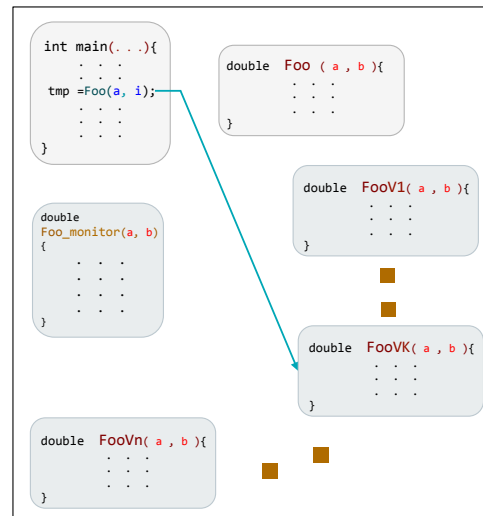 int main(. . .){
. . .
. . .
tmp =Foo(a, i);
. . .
. . .
. . .
}
double Foo ( a , b ){
. . .
. . .
. . .
}
double FooV1( a , b ){
. . .
. . .
. . .
}
double
Foo_monitor(a, b)
{
. . .
. . .
. . .
. . .
}
double FooVK( a , b ){
. . .
. . .
. . .
}
double FooVn( a , b ){
. . .
. . .
. . .
}